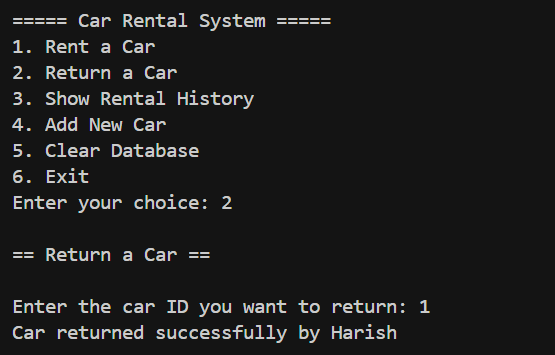 ===== Car Rental System =====
1. Rent a Car
2. Return a Car
3. Show Rental History
4. Add New Car
5. Clear Database
6. Exit
Enter your choice: 2
== Return a Car ==
Enter the car ID you want to return: 1
Car returned successfully by Harish